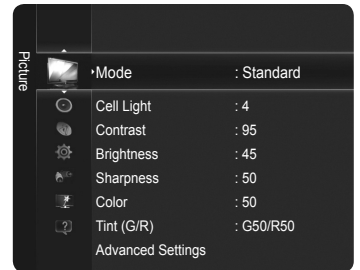 Picture
Mode : Standard
Cell Light : 4
Contrast : 95
Brightness : 45
Sharpness : 50
Color : 50
Tint (G/R) : G50/R50
Advanced Settings